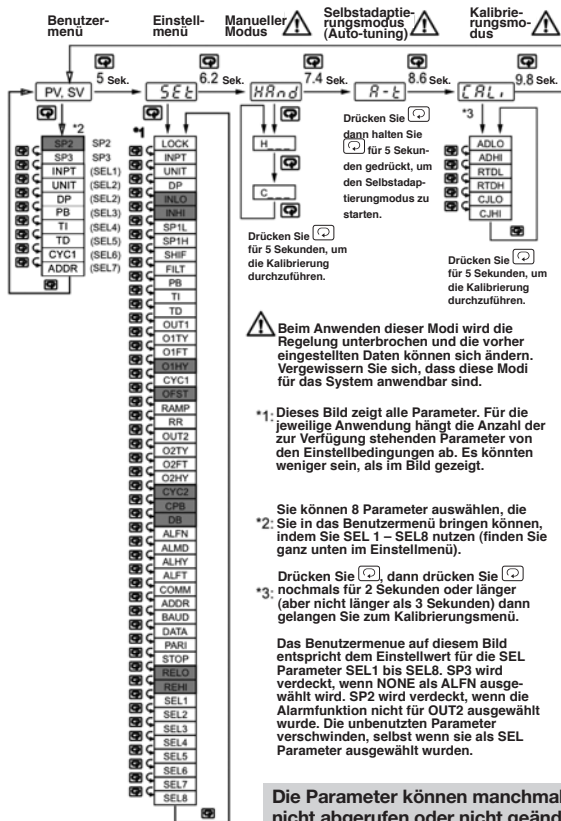 Benutzer-
menü
Einstell-
menü
Manueller
Modus
Selbstadaptie-
rungsmodus
(Auto-tuning)
Kalibrie-
rungsmo-
dus
5 Sek.
6.2 Sek.
7.4 Sek.
8.6 Sek.
9.8 Sek.
PV, SV
SEt
HAnd
A-t
CALi
*2
SP2 SP2
SP3 SP3
INPT (SEL1)
UNIT (SEL2)
DP (SEL2)
PB (SEL3)
TI (SEL4)
TD (SEL5)
CYC1 (SEL6)
ADDR (SEL7)
*1
LOCK
INPT
UNIT
DP
INLO
INHI
SP1L
SP1H
SHIF
FILT
PB
TI
TD
OUT1
O1TY
O1FT
O1HY
CYC1
OFST
RAMP
RR
OUT2
O2TY
O2FT
O2HY
CYC2
CPB
DB
ALFN
ALMD
ALHY
ALFT
COMM
ADDR
BAUD
DATA
PARI
STOP
RELO
REHI
SEL1
SEL2
SEL3
SEL4
SEL5
SEL6
SEL7
SEL8
H_ _ _
C_ _ _
Drücken Sie
für 5 Sekunden, um
die Kalibrierung
durchzuführen.
Drücken Sie
dann halten Sie
für 5 Sekun-
den gedrückt, um
den Selbstadap-
tierungmodus zu
starten.
*3
ADLO
ADHI
RTDL
RTDH
CJLO
CJHI
Drücken Sie
für 5 Sekunden, um
die Kalibrierung
durchzuführen.
Beim Anwenden dieser Modi wird die
Regelung unterbrochen und die vorher
eingestellten Daten können sich ändern.
Vergewissern Sie sich, dass diese Modi
für das System anwendbar sind.
*1: Dieses Bild zeigt alle Parameter. Für die
jeweilige Anwendung hängt die Anzahl der
zur Verfügung stehenden Parameter von
den Einstellbedingungen ab. Es könnten
weniger sein, als im Bild gezeigt.
Sie können 8 Parameter auswählen, die
*2: Sie in das Benutzermenü bringen können,
indem Sie SEL 1 – SEL8 nutzen (finden Sie
ganz unten im Einstellmenü).
Drücken Sie , dann drücken Sie
*3: nochmals für 2 Sekunden oder länger
(aber nicht länger als 3 Sekunden) dann
gelangen Sie zum Kalibrierungsmenü.
Das Benutzermenue auf diesem Bild
entspricht dem Einstellwert für die SEL
Parameter SEL1 bis SEL8. SP3 wird
verdeckt, wenn NONE als ALFN ausge-
wählt wird. SP2 wird verdeckt, wenn die
Alarmfunktion nicht für OUT2 ausgewählt
wurde. Die unbenutzten Parameter
verschwinden, selbst wenn sie als SEL
Parameter ausgewählt wurden.
Die Parameter können manchmal
nicht abgerufen oder nicht geänd